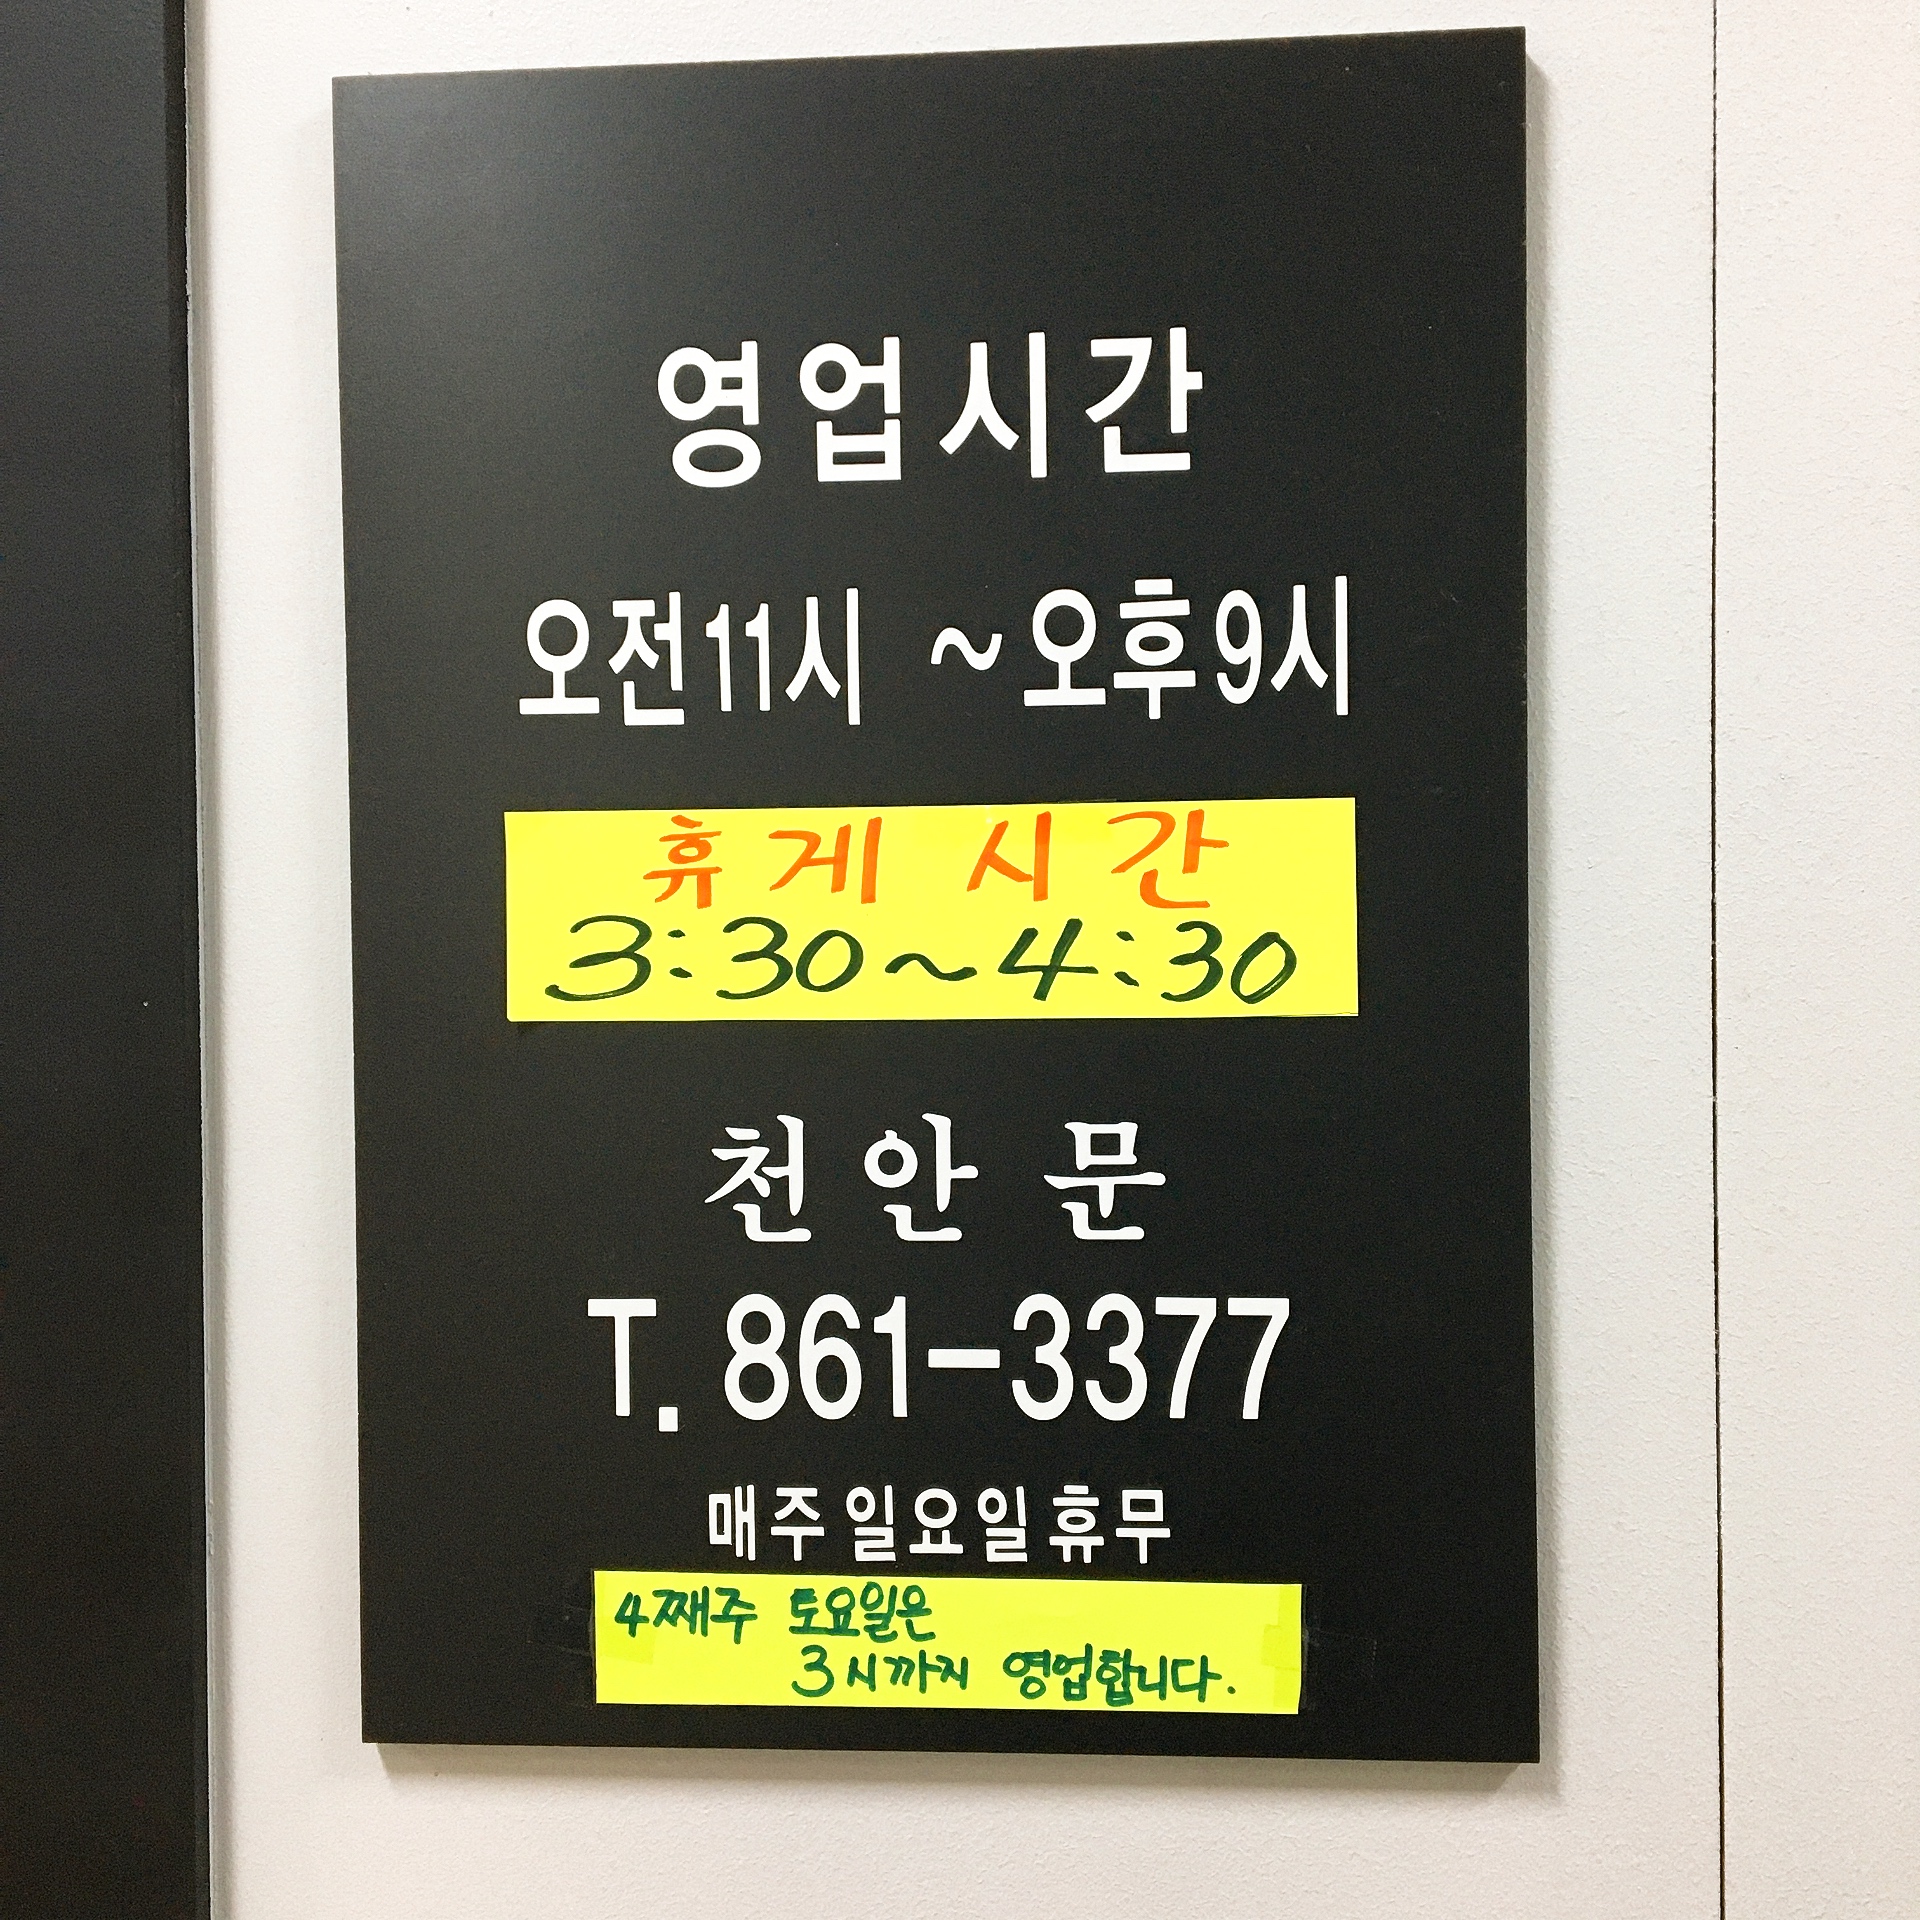 영업시간
오전11시 ~오후9시
휴게 시간
3:30~4:30
천안문
T. 861-3377
매주일요일휴무
4째주 토요일은
3시까지 영업합니다.